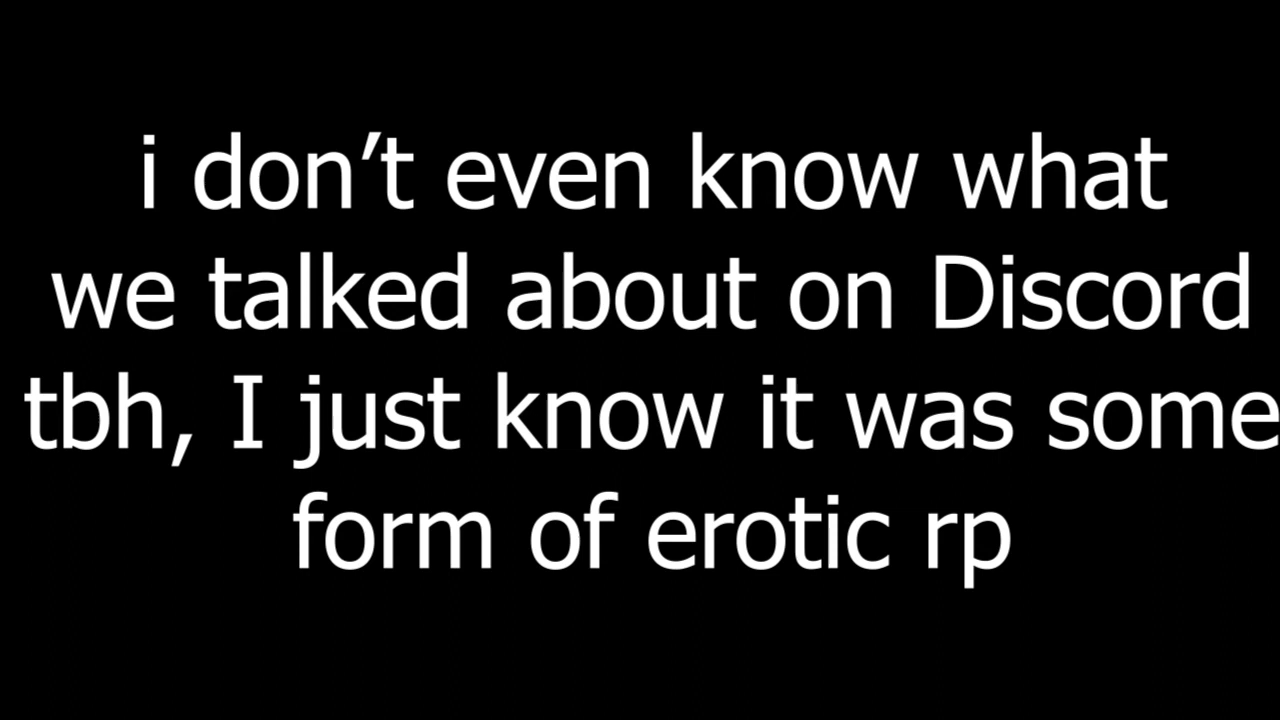 i don’t even know what
we talked about on Discord
tbh, I just know it was some
form of erotic rp